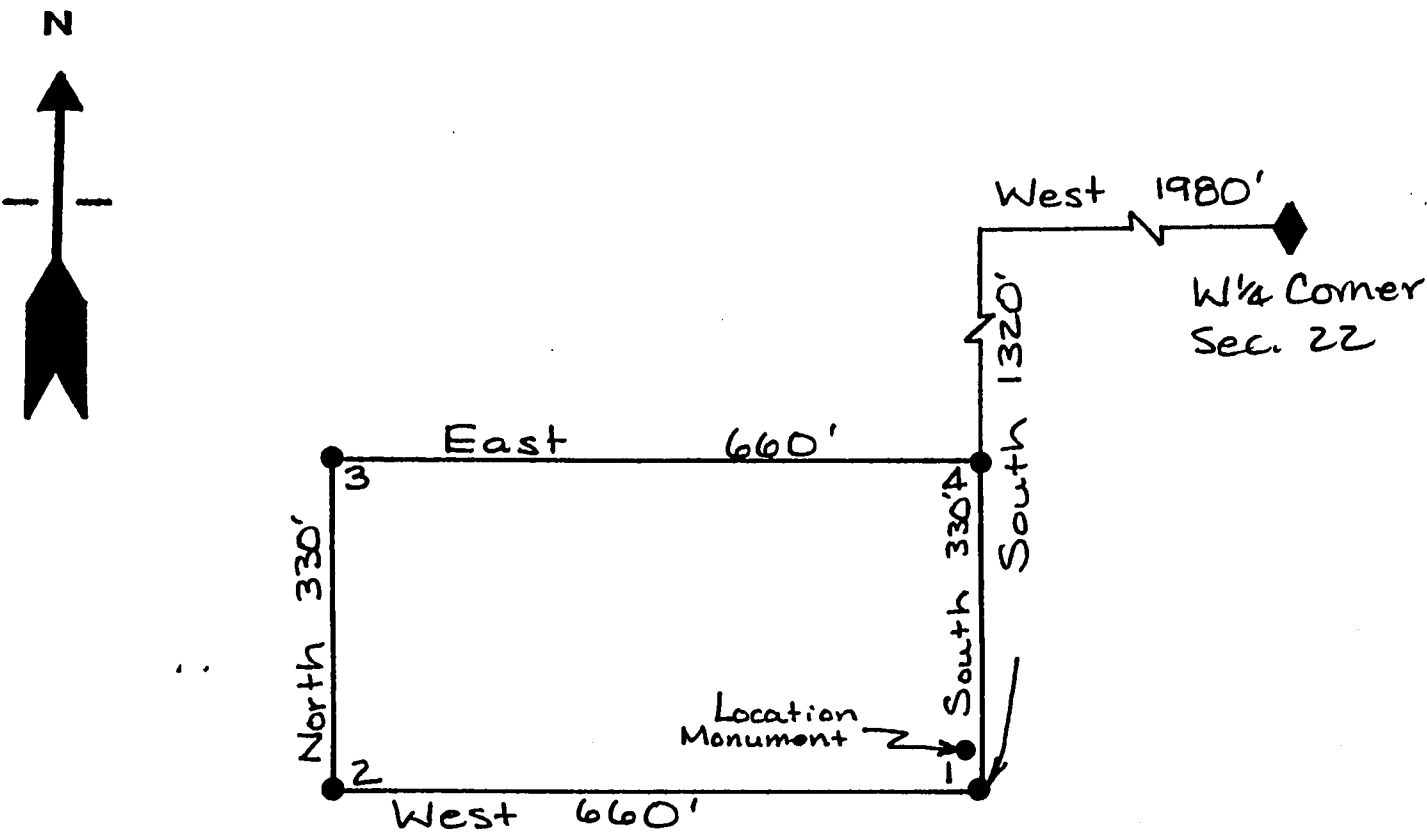 N
West 1980'
W¼ Corner
Sec. 22
South 1320'
East 660'
3
4
North 330'
South 330'
Location
Monument
1
2
West 660'